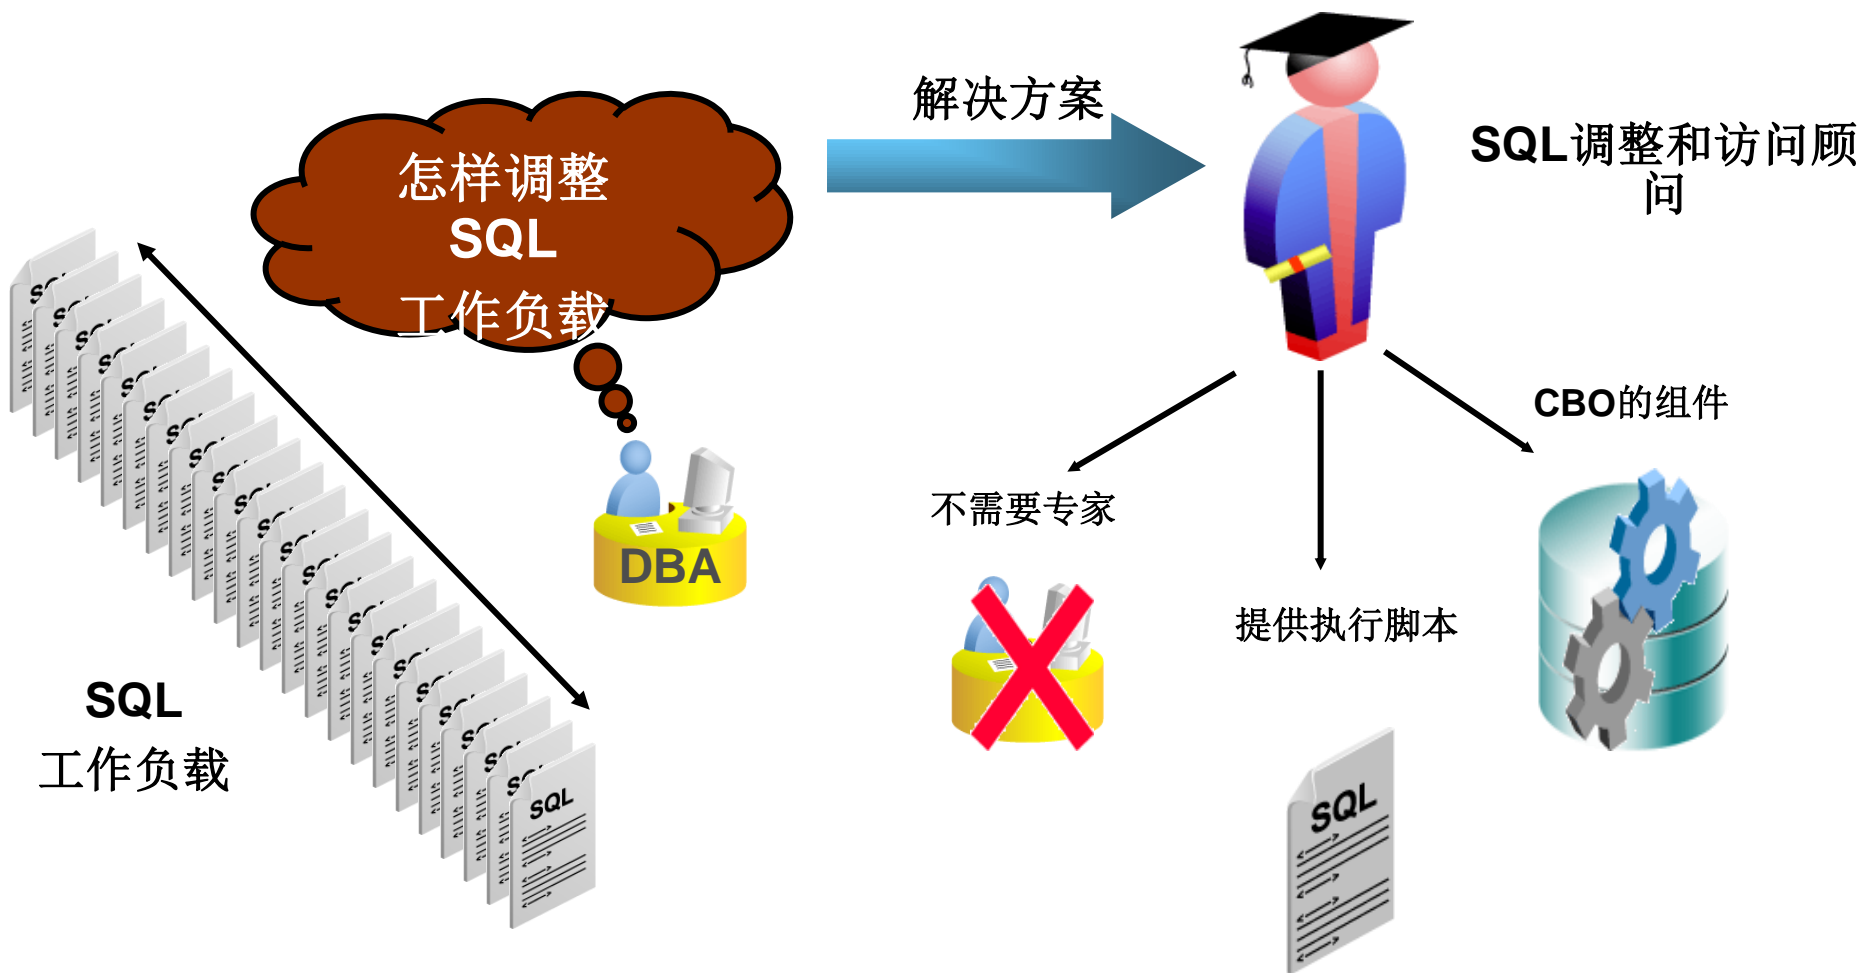 解决方案
SQL调整和访问顾
问
怎样调整
SQL
工作负载
CBO的组件
不需要专家
DBA
提供执行脚本
SQL
工作负载
SQL
SQL